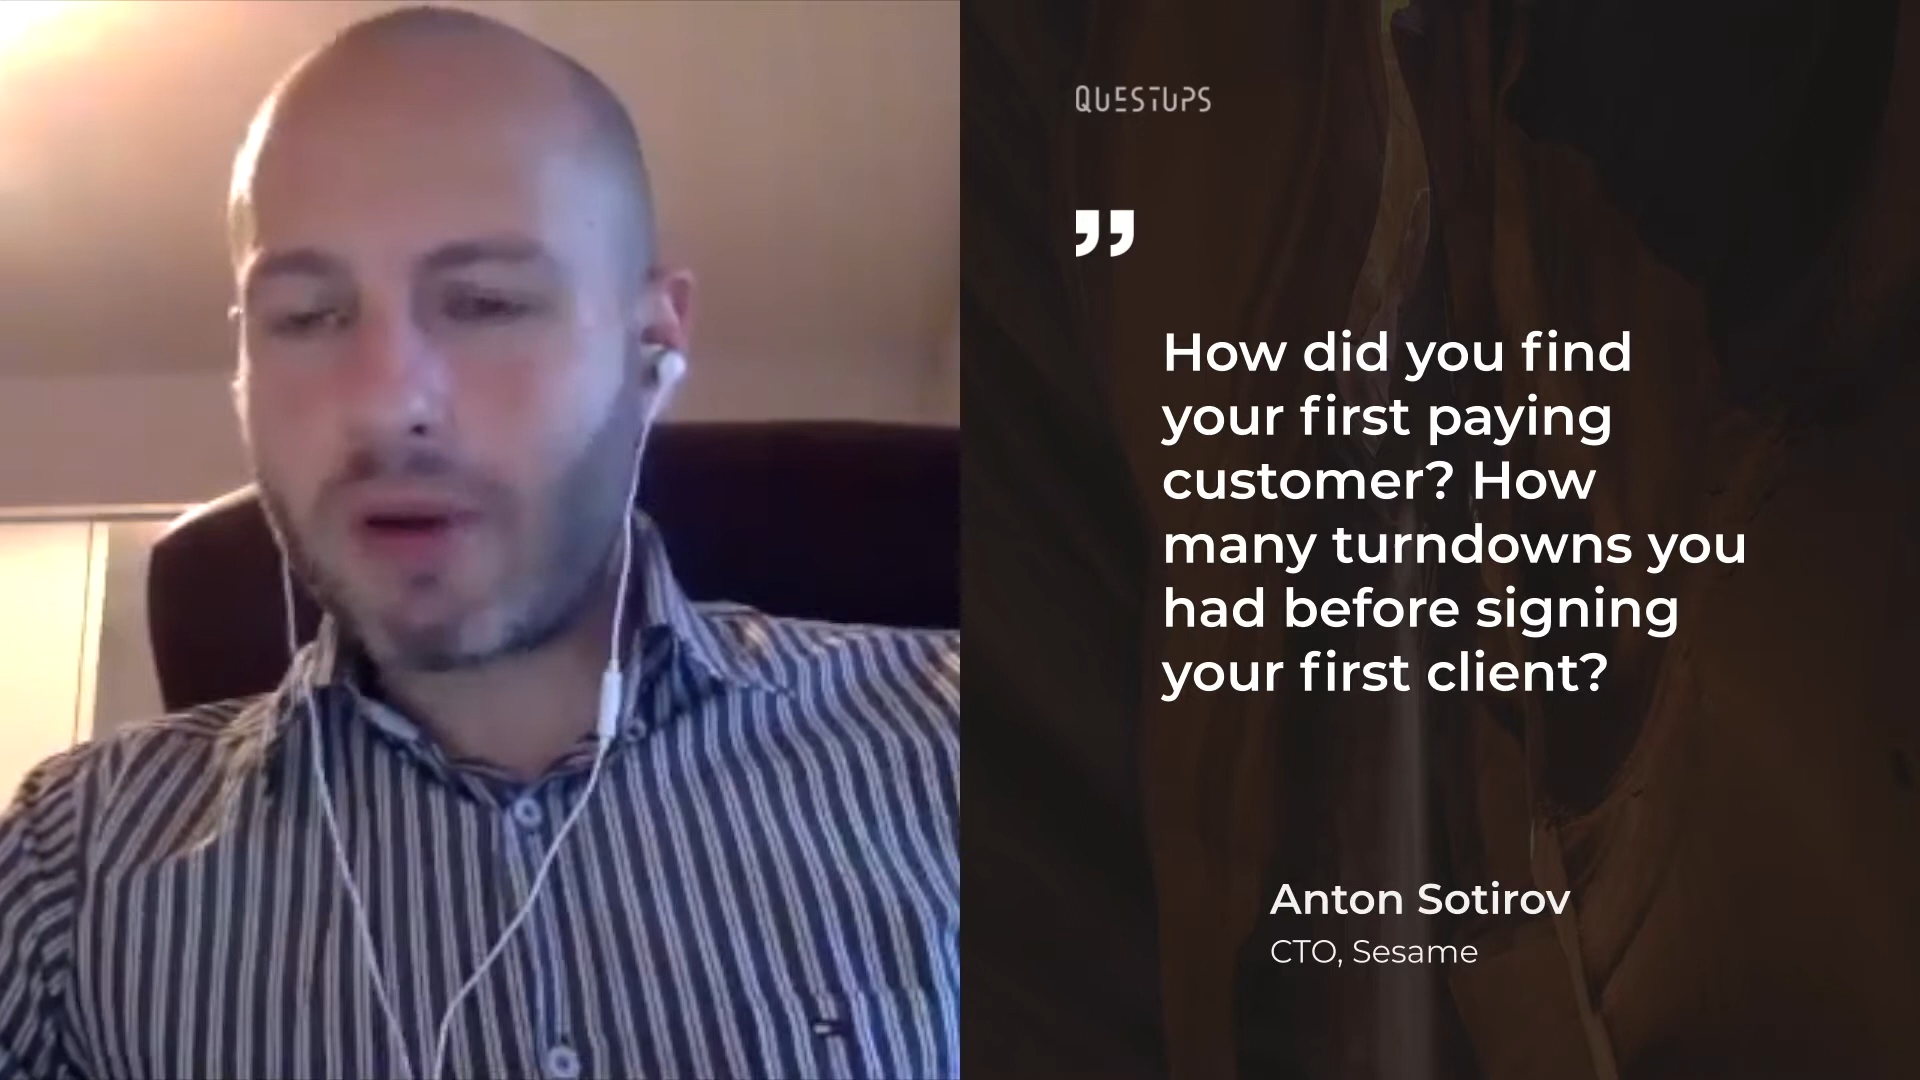 QUESTUPS
”
How did you find
your first paying
customer? How
many turndowns you
had before signing
your first client?
Anton Sotirov
CTO, Sesame